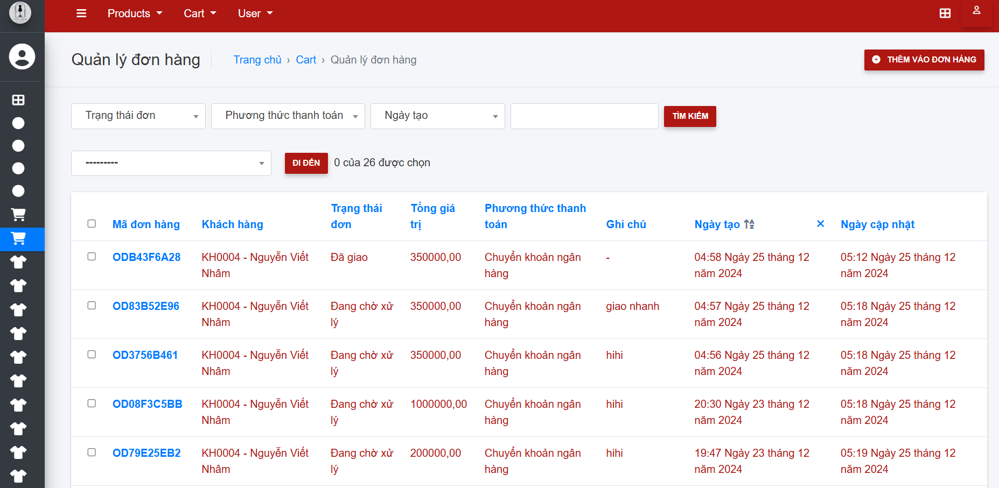 Products
Cart
User
Quản lý đơn hàng
Trang chủ › Cart › Quản lý đơn hàng
THÊM VÀO ĐƠN HÀNG
Trạng thái đơn
Phương thức thanh toán
Ngày tạo
TÌM KIẾM
---------
ĐI ĐẾN
0 của 26 được chọn
Mã đơn hàng
Khách hàng
Trạng thái
đơn
Tổng giá
trị
Phương thức thanh
toán
Ghi chú
Ngày tạo
Ngày cập nhật
ODB43F6A28
KH0004 - Nguyễn Viết
Nhâm
Đã giao
350000,00
Chuyển khoản ngân
hàng
-
04:58 Ngày 25 tháng 12
năm 2024
05:12 Ngày 25 tháng 12
năm 2024
OD83B52E96
KH0004 - Nguyễn Viết
Nhâm
Đang chờ xử
lý
350000,00
Chuyển khoản ngân
hàng
giao nhanh
04:57 Ngày 25 tháng 12
năm 2024
05:18 Ngày 25 tháng 12
năm 2024
OD3756B461
KH0004 - Nguyễn Viết
Nhâm
Đang chờ xử
lý
350000,00
Chuyển khoản ngân
hàng
hihi
04:56 Ngày 25 tháng 12
năm 2024
05:18 Ngày 25 tháng 12
năm 2024
OD08F3C5BB
KH0004 - Nguyễn Viết
Nhâm
Đang chờ xử
lý
1000000,00
Chuyển khoản ngân
hàng
hihi
20:30 Ngày 23 tháng 12
năm 2024
05:18 Ngày 25 tháng 12
năm 2024
OD79E25EB2
KH0004 - Nguyễn Viết
Nhâm
Đang chờ xử
lý
200000,00
Chuyển khoản ngân
hàng
hihi
19:47 Ngày 23 tháng 12
năm 2024
05:19 Ngày 25 tháng 12
năm 2024